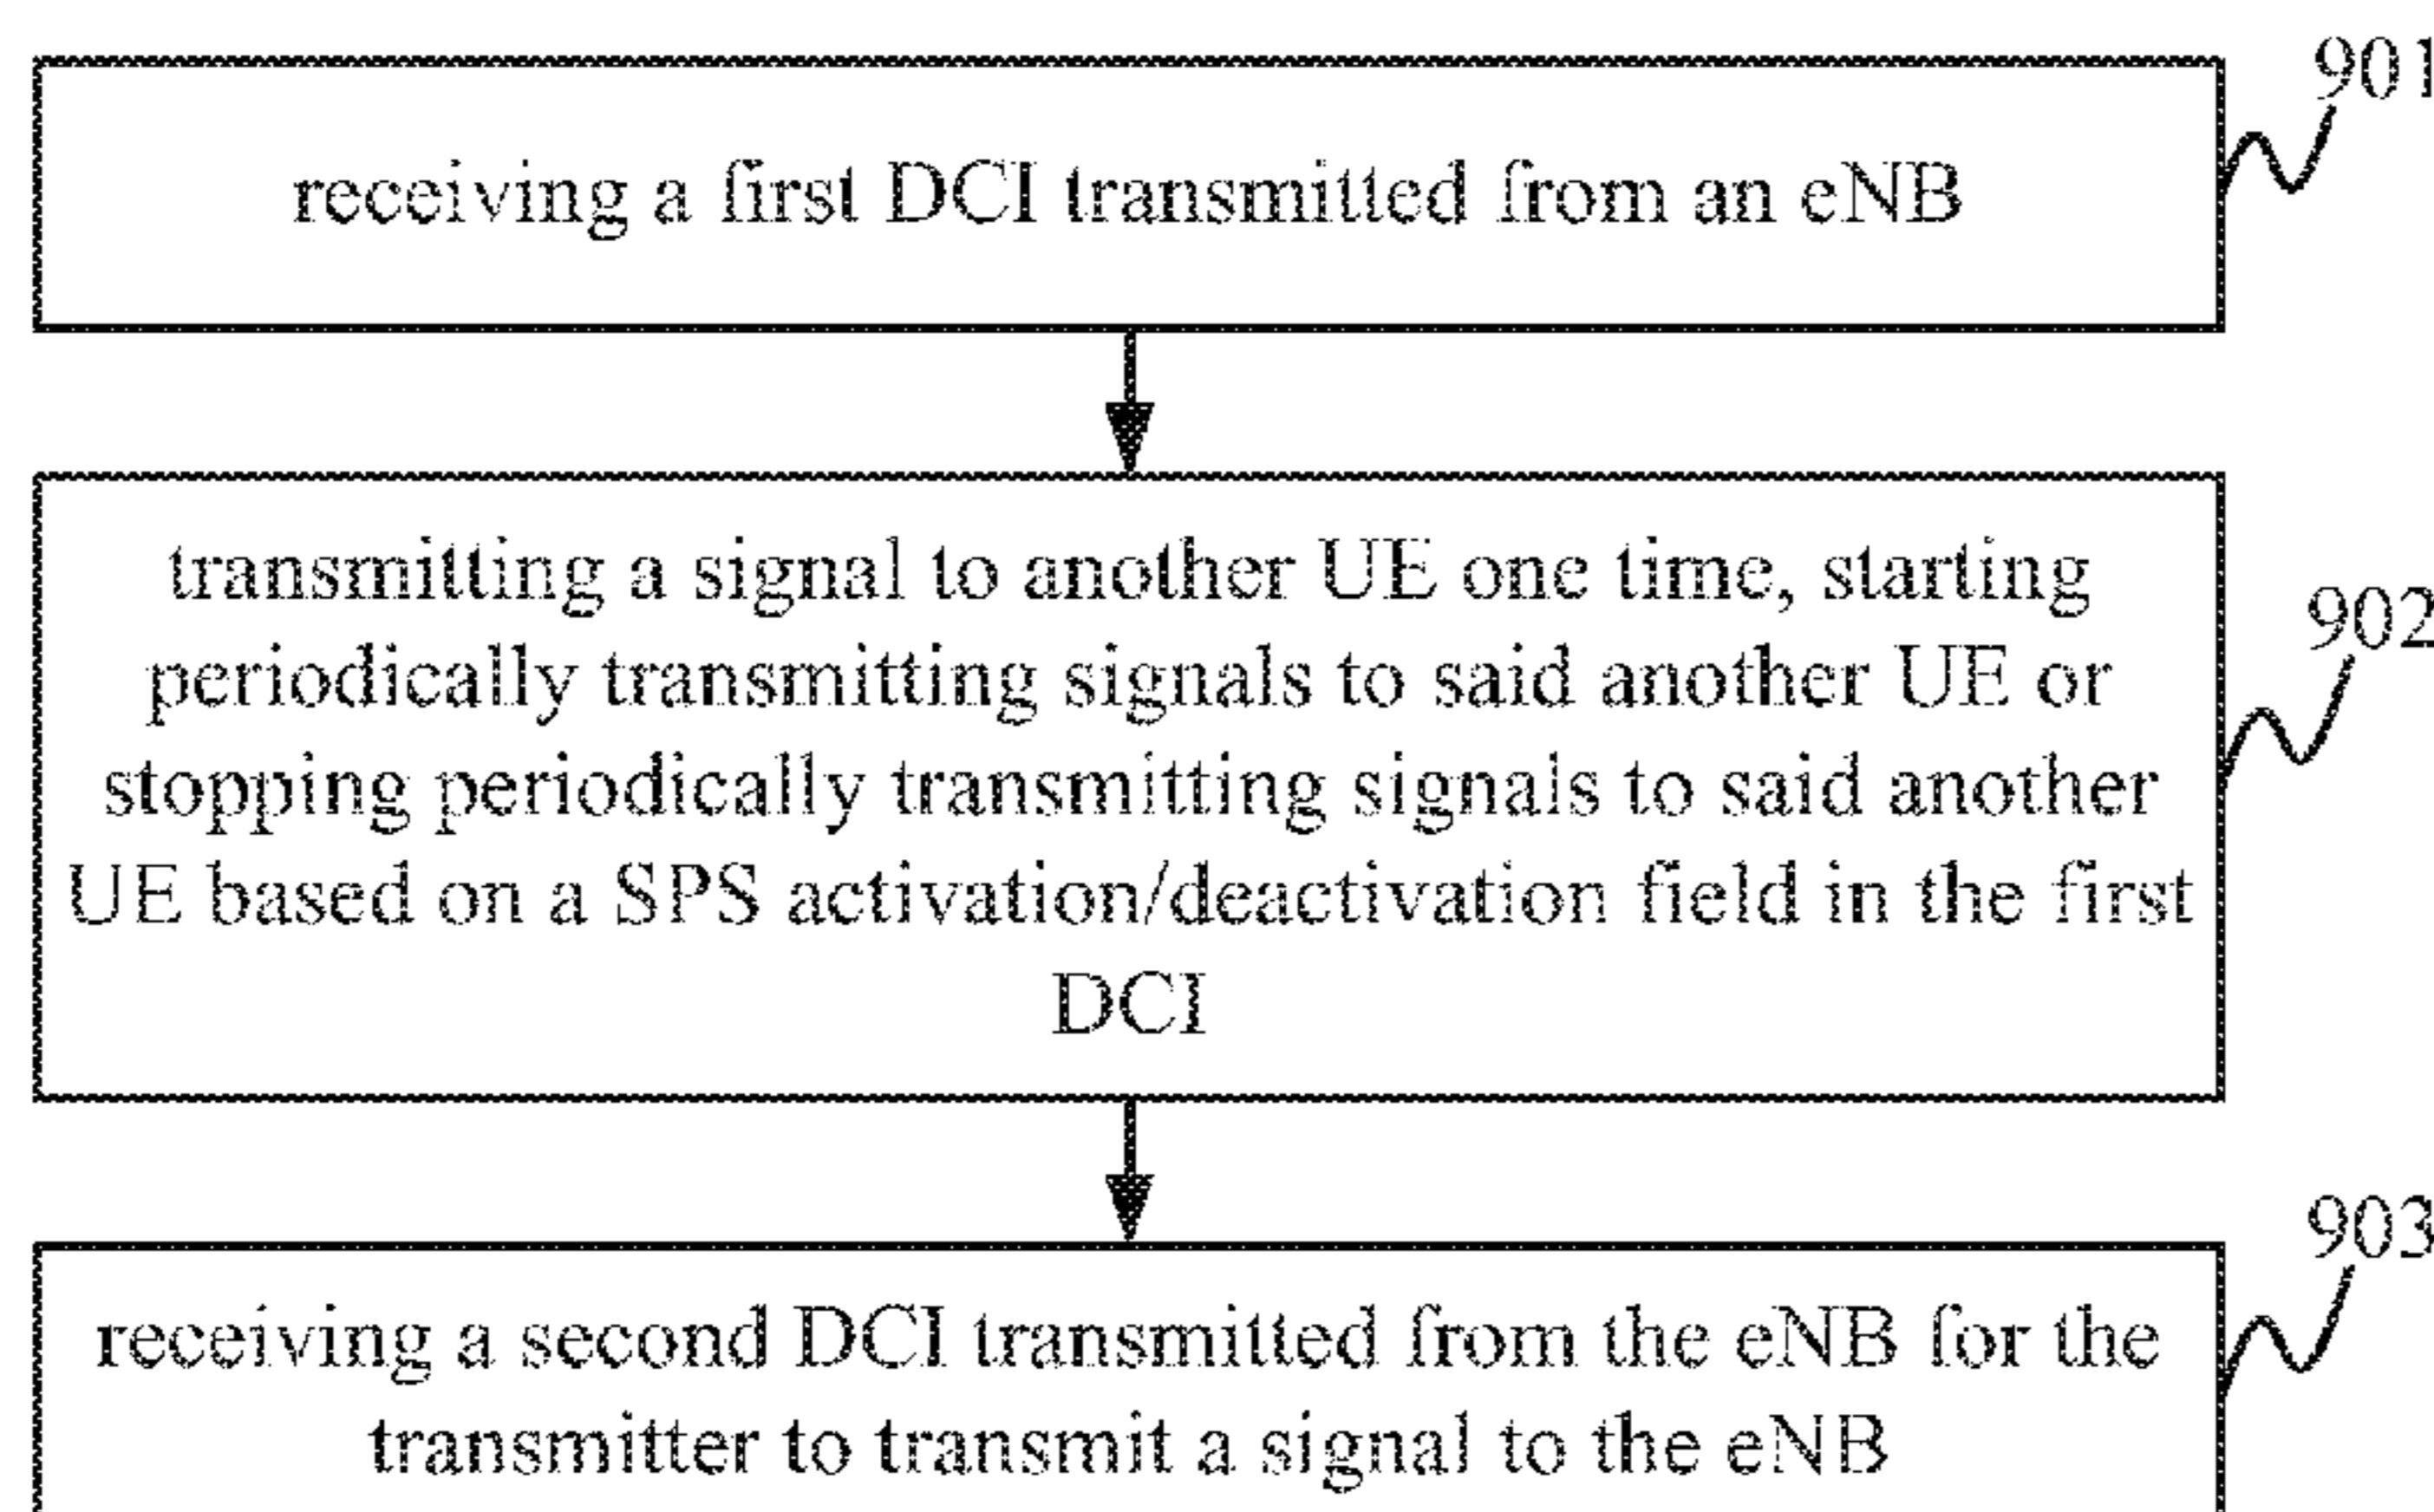 901
receiving a first DCI transmitted from an eNB
902
transmitting a signal to another UE one time, starting
periodically transmitting signals to said another UE or
stopping periodically transmitting signals to said another
UE based on a SPS activation/deactivation field in the first
DCI
903
receiving a second DCI transmitted from the eNB for the
transmitter to transmit a signal to the eNB